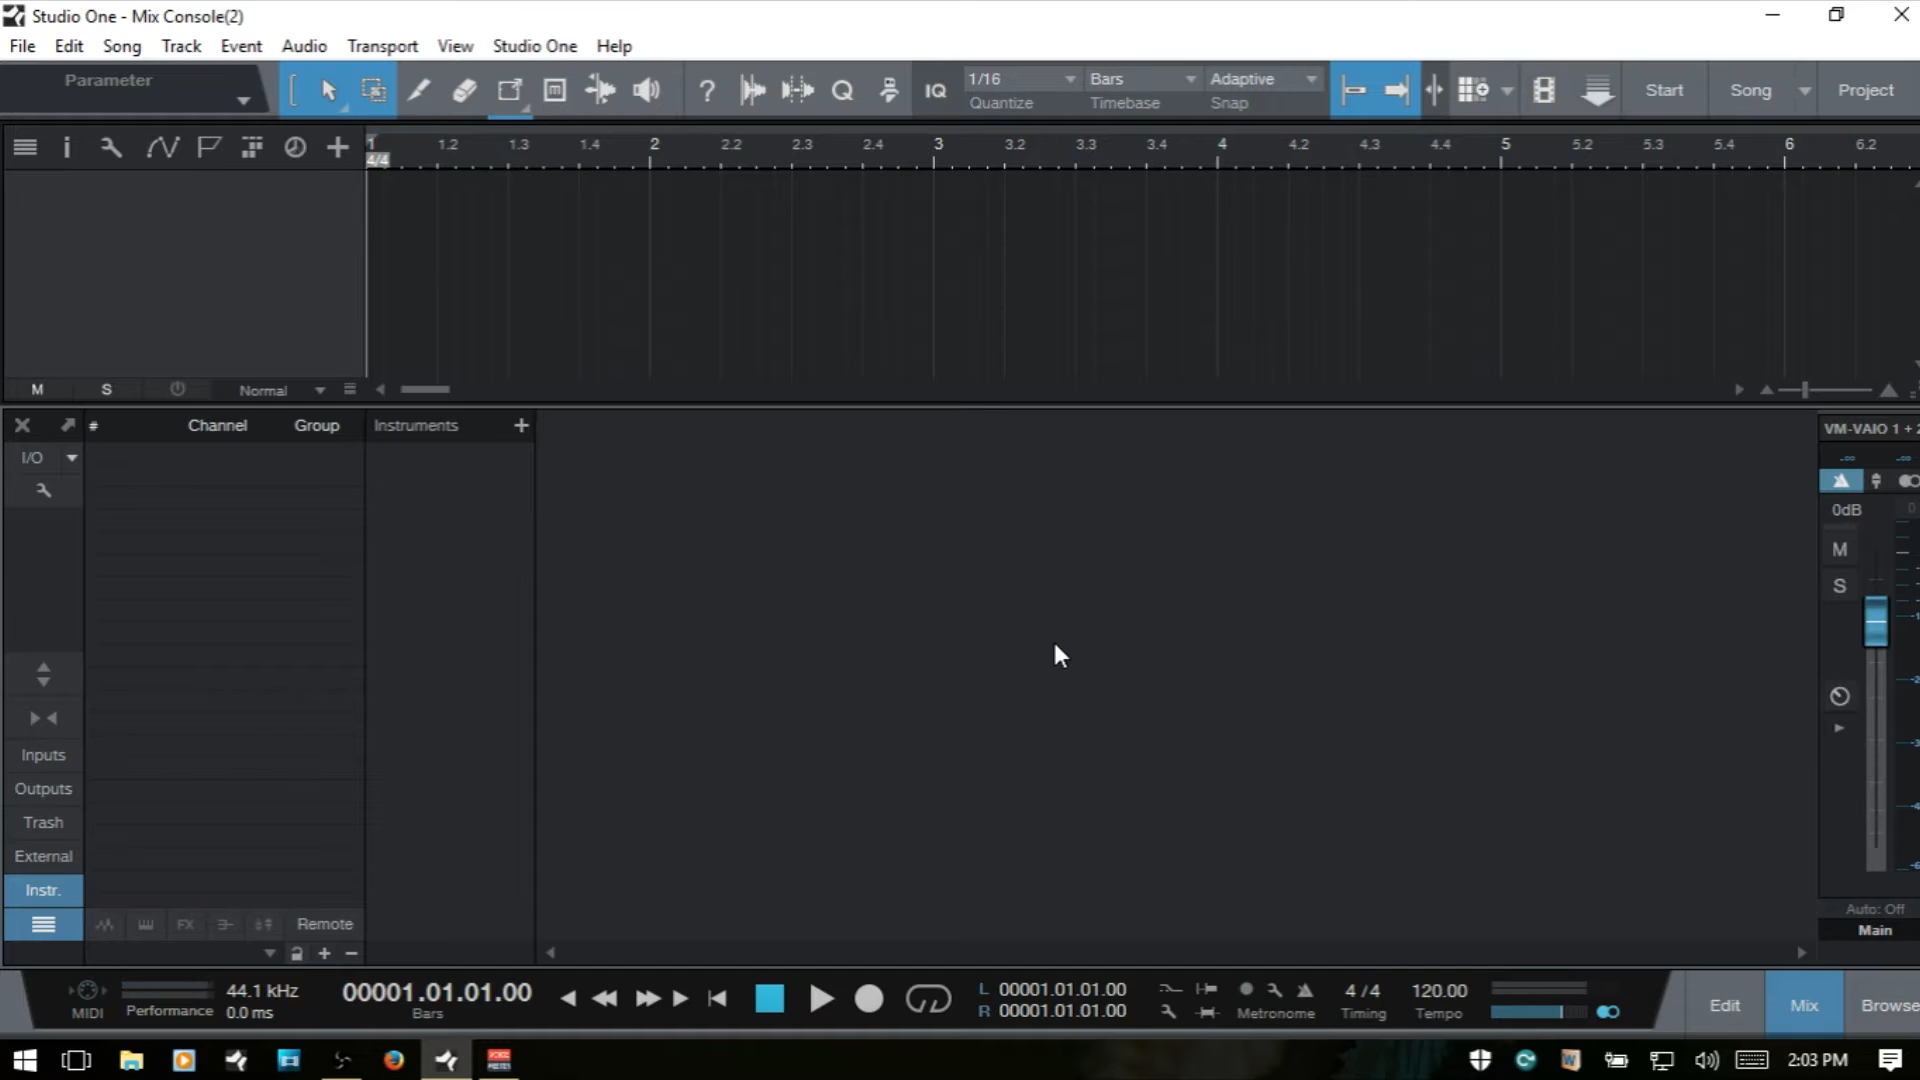 Studio One - Mix Console(2)
File Edit Song Track Event Audio Transport View Studio One Help
Parameter
IQ
1/16 Bars Adaptive
Quantize Timebase Snap
Start Song Project
1 1.2 1.3 1.4 2 2.2 2.3 2.4 3 3.2 3.3 3.4 4 4.2 4.3 4.4 5 5.2 5.3 5.4 6 6.2
4/4
M S Normal
# Channel Group Instruments
VM-VAIO 1 + 2
I/O
-∞ -∞
0dB 0
M
S
Inputs
Outputs
Trash
External
Instr.
FX Remote
Auto: Off
Main
MIDI
Performance
44.1 kHz
0.0 ms
00001.01.01.00
Bars
L 00001.01.01.00
R 00001.01.01.00
Metronome
4 / 4
Timing
120.00
Tempo
Edit Mix Browse
2:03 PM